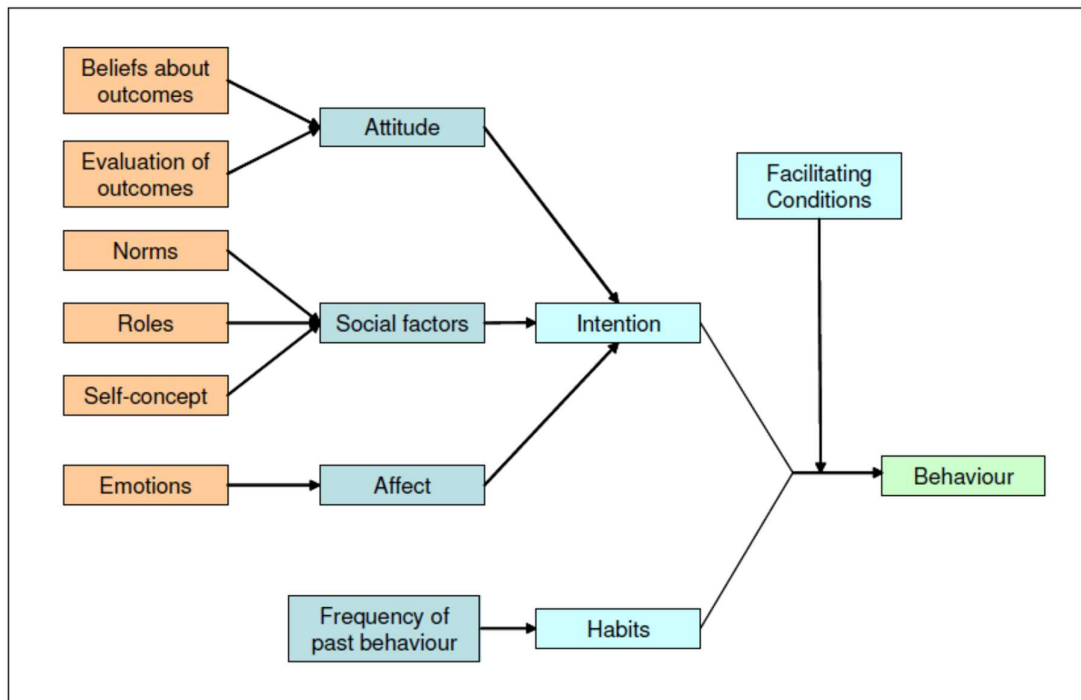 Beliefs about
outcomes
Evaluation of
outcomes
Attitude
Norms
Roles
Self-concept
Social factors
Intention
Emotions
Affect
Frequency of
past behaviour
Habits
Facilitating
Conditions
Behaviour